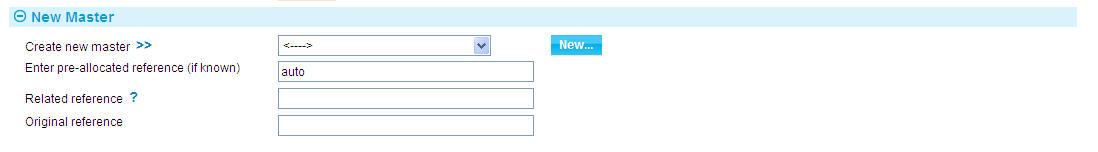 New Master
Create new master >> <----> New...
Enter pre-allocated reference (if known) auto
Related reference ?
Original reference